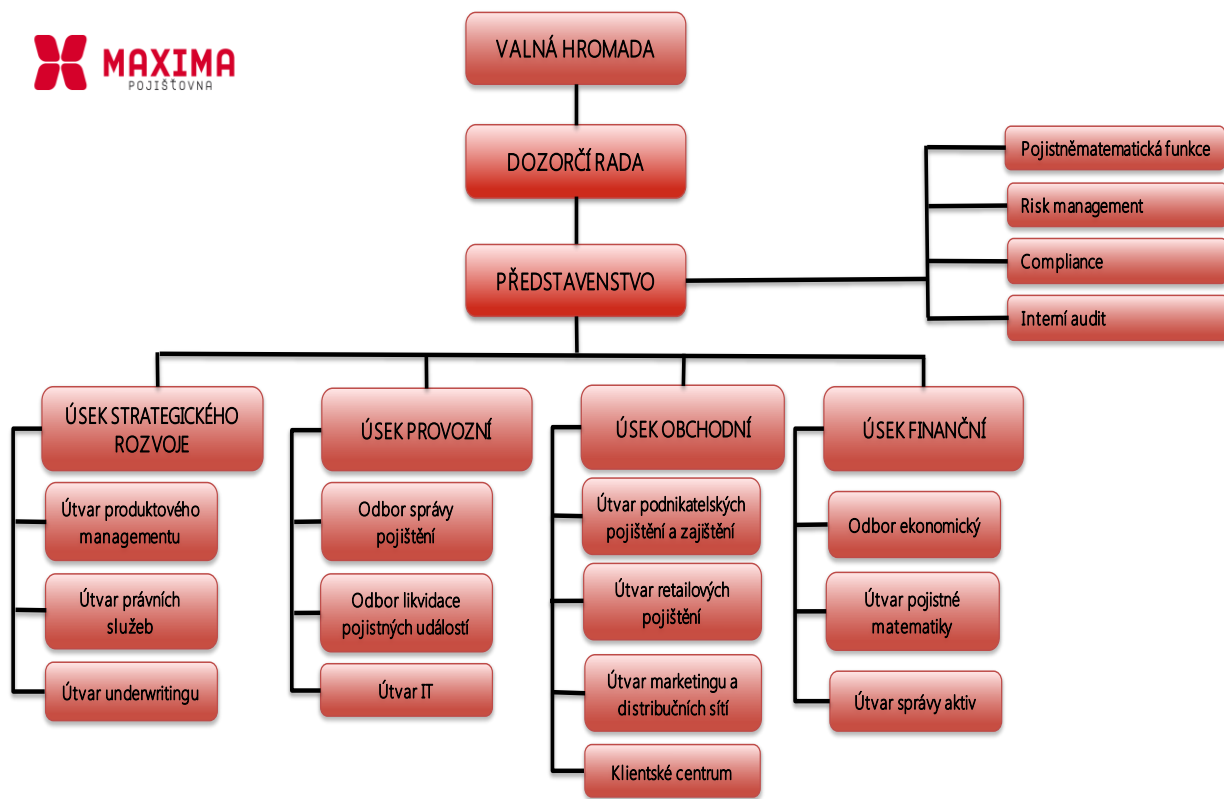 MAXIMA
POJIŠŤOVNA
VALNÁ HROMADA
DOZORČÍ RADA
PŘEDSTAVENSTVO
Pojistněmatematická funkce
Risk management
Compliance
Interní audit
ÚSEK STRATEGICKÉHO
ROZVOJE
Útvar produktového
managementu
Útvar právních
služeb
Útvar underwritingu
ÚSEK PROVOZNÍ
Odbor správy
pojištění
Odbor likvidace
pojistných událostí
Útvar IT
ÚSEK OBCHODNÍ
Útvar podnikatelských
pojištění a zajištění
Útvar retailových
pojištění
Útvar marketingu a
distribučních sítí
Klientské centrum
ÚSEK FINANČNÍ
Odbor ekonomický
Útvar pojistné
matematiky
Útvar správy aktiv